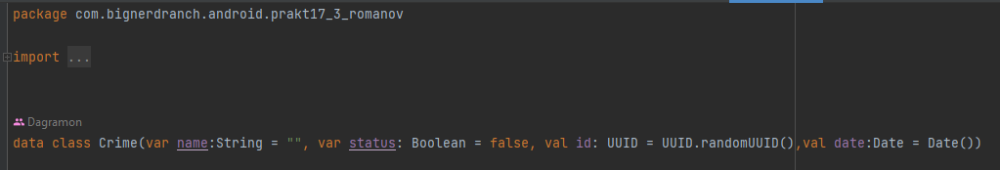 package com.bignerdranch.android.prakt17_3_romanov
import ...
Dagramon
data class Crime(var name:String = "", var status: Boolean = false, val id: UUID = UUID.randomUUID(),val date:Date = Date())